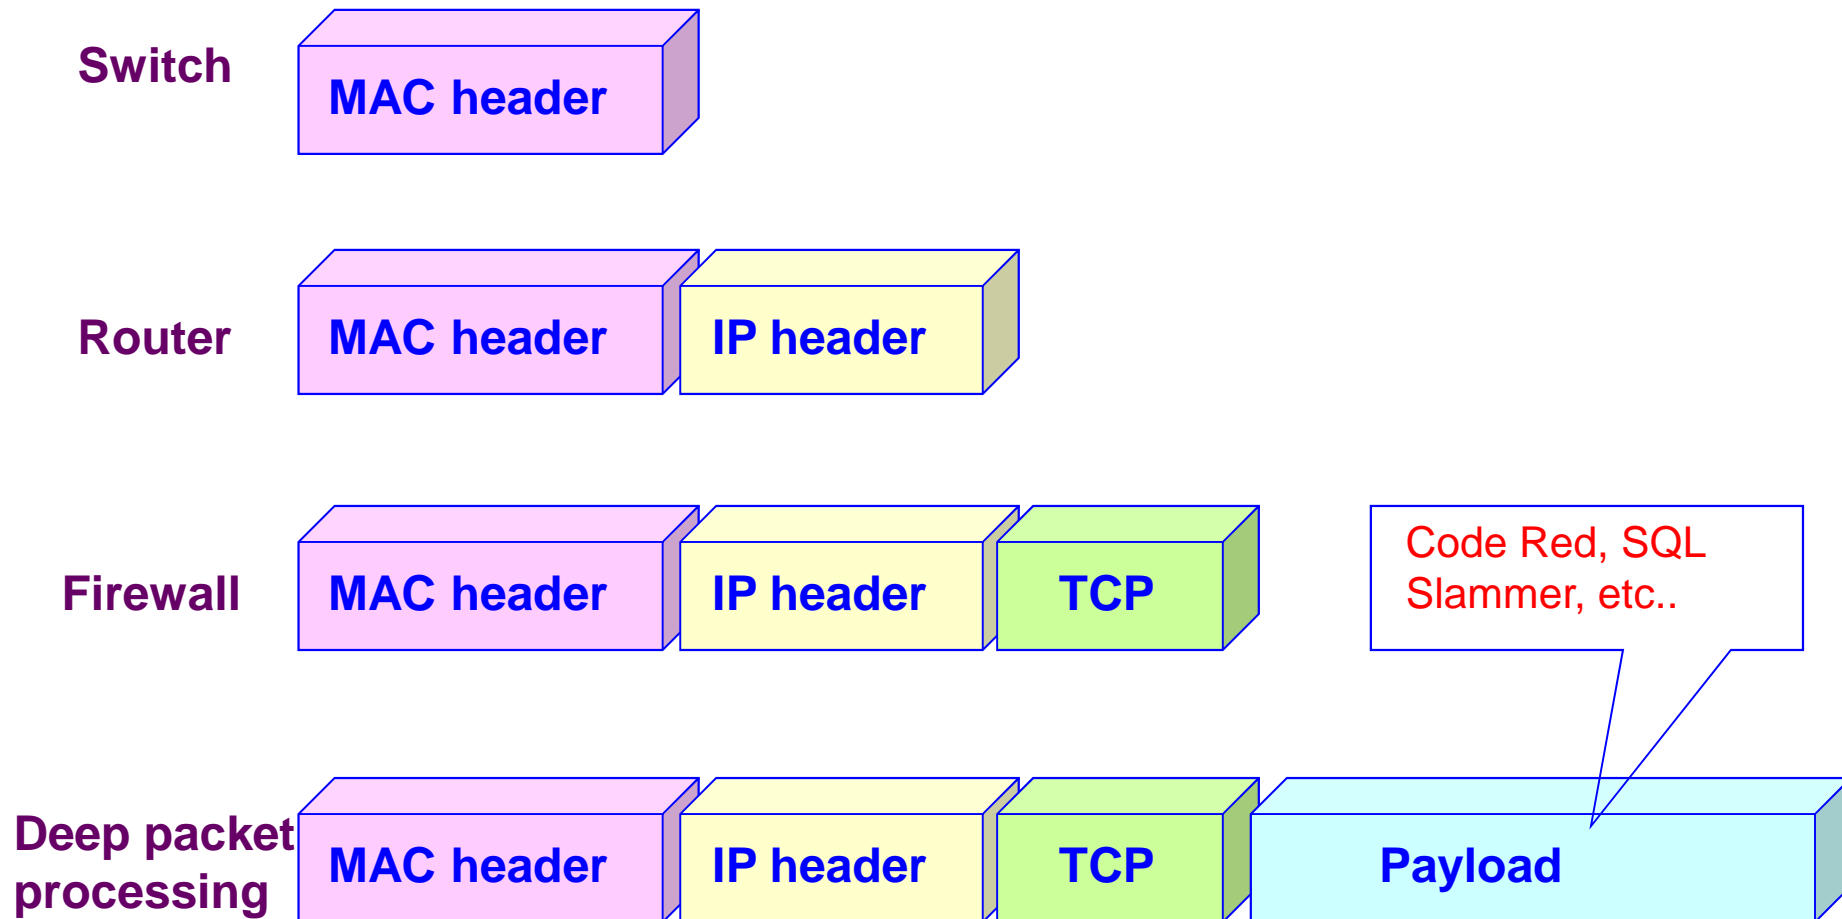 Switch
MAC header
Router
MAC header
IP header
Firewall
MAC header
IP header
TCP
Code Red, SQL
Slammer, etc..
Deep packet
processing
MAC header
IP header
TCP
Payload